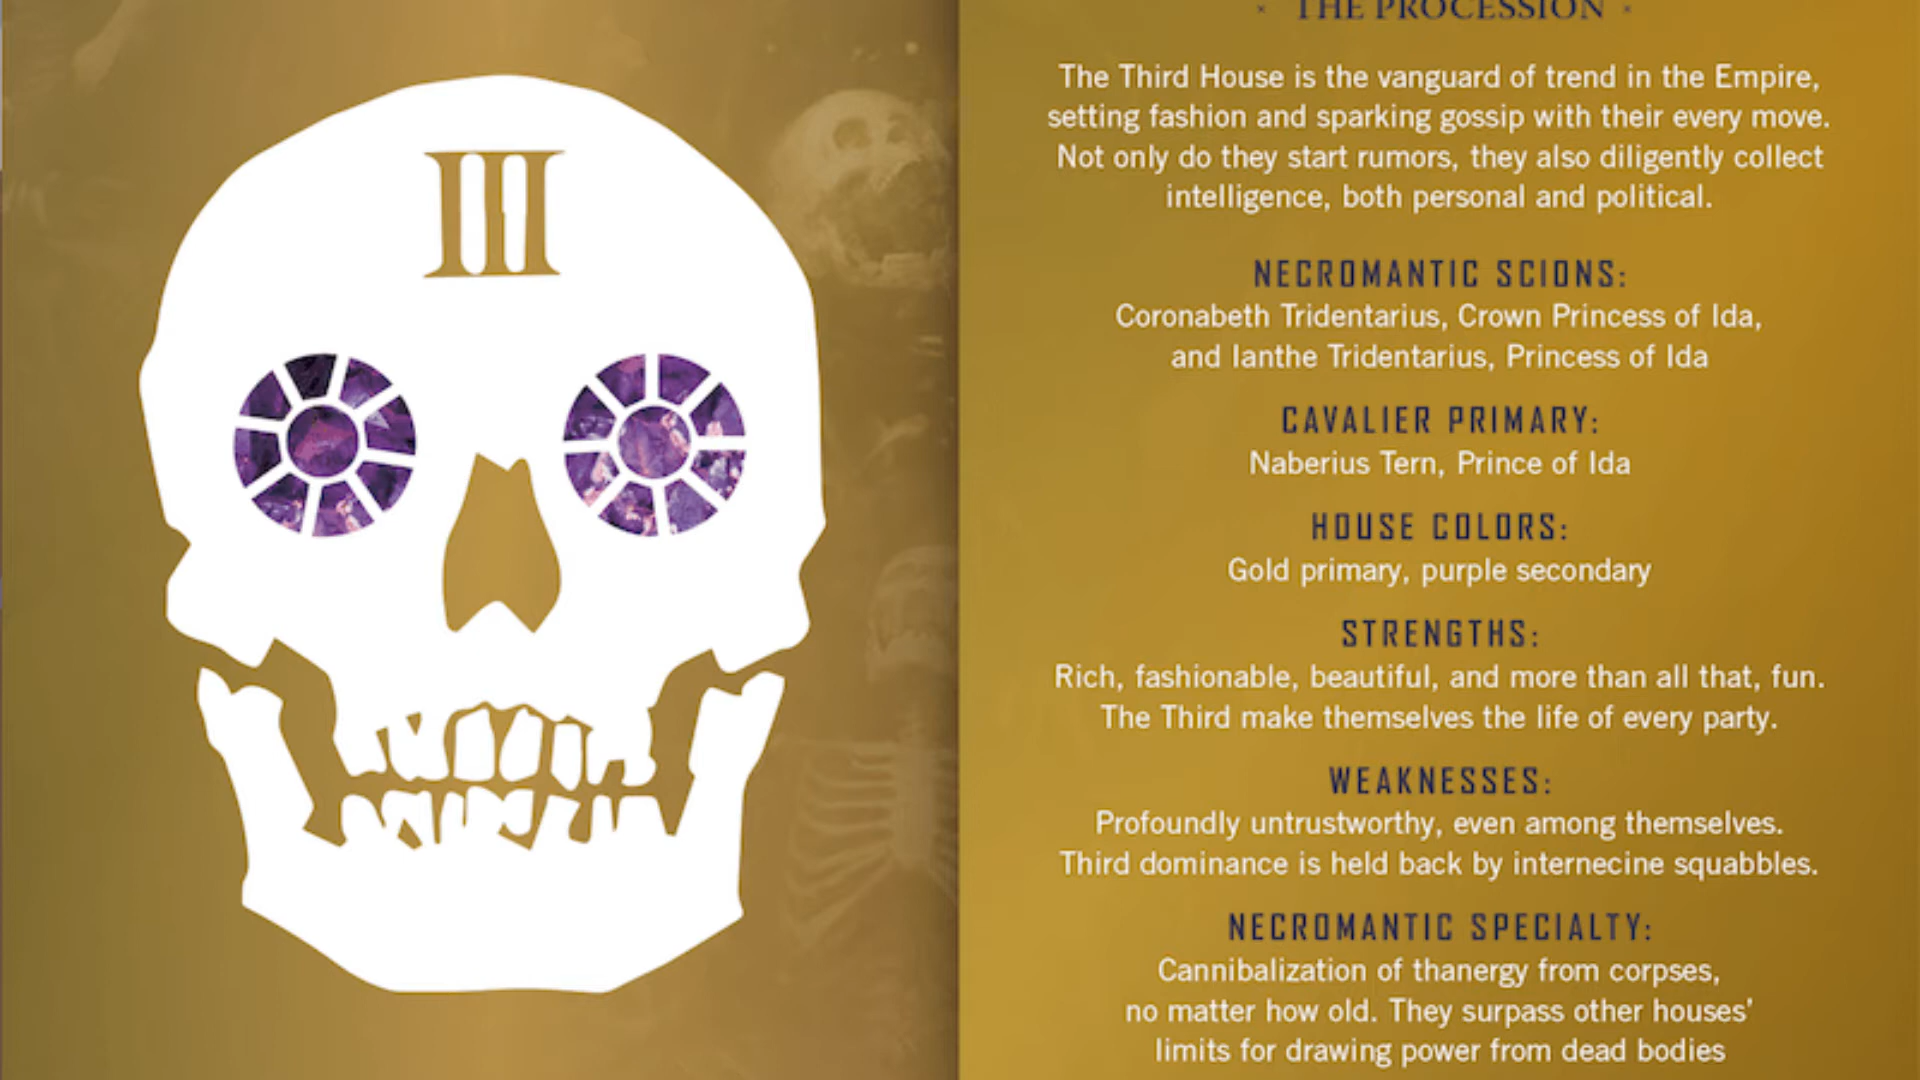 III
× THE PROCESSION ×
The Third House is the vanguard of trend in the Empire,
setting fashion and sparking gossip with their every move.
Not only do they start rumors, they also diligently collect
intelligence, both personal and political.
NECROMANTIC SCIONS:
Coronabeth Tridentarius, Crown Princess of Ida,
and Ianthe Tridentarius, Princess of Ida
CAVALIER PRIMARY:
Naberius Tern, Prince of Ida
HOUSE COLORS:
Gold primary, purple secondary
STRENGTHS:
Rich, fashionable, beautiful, and more than all that, fun.
The Third make themselves the life of every party.
WEAKNESSES:
Profoundly untrustworthy, even among themselves.
Third dominance is held back by internecine squabbles.
NECROMANTIC SPECIALTY:
Cannibalization of thanergy from corpses,
no matter how old. They surpass other houses’
limits for drawing power from dead bodies